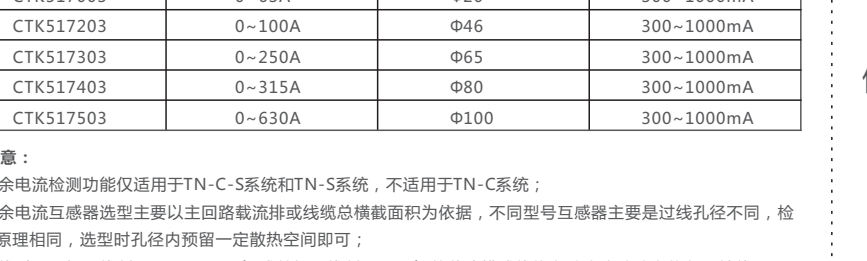 CTK517203 0~100A Φ46 300~1000mA
CTK517303 0~250A Φ65 300~1000mA
CTK517403 0~315A Φ80 300~1000mA
CTK517503 0~630A Φ100 300~1000mA
意：
余电流检测功能仅适用于TN-C-S系统和TN-S系统，不适用于TN-C系统；
余电流互感器选型主要以主回路载流排或线缆总横截面积为依据，不同型号互感器主要是过线孔径不同，检
原理相同，选型时孔径内预留一定散热空间即可；